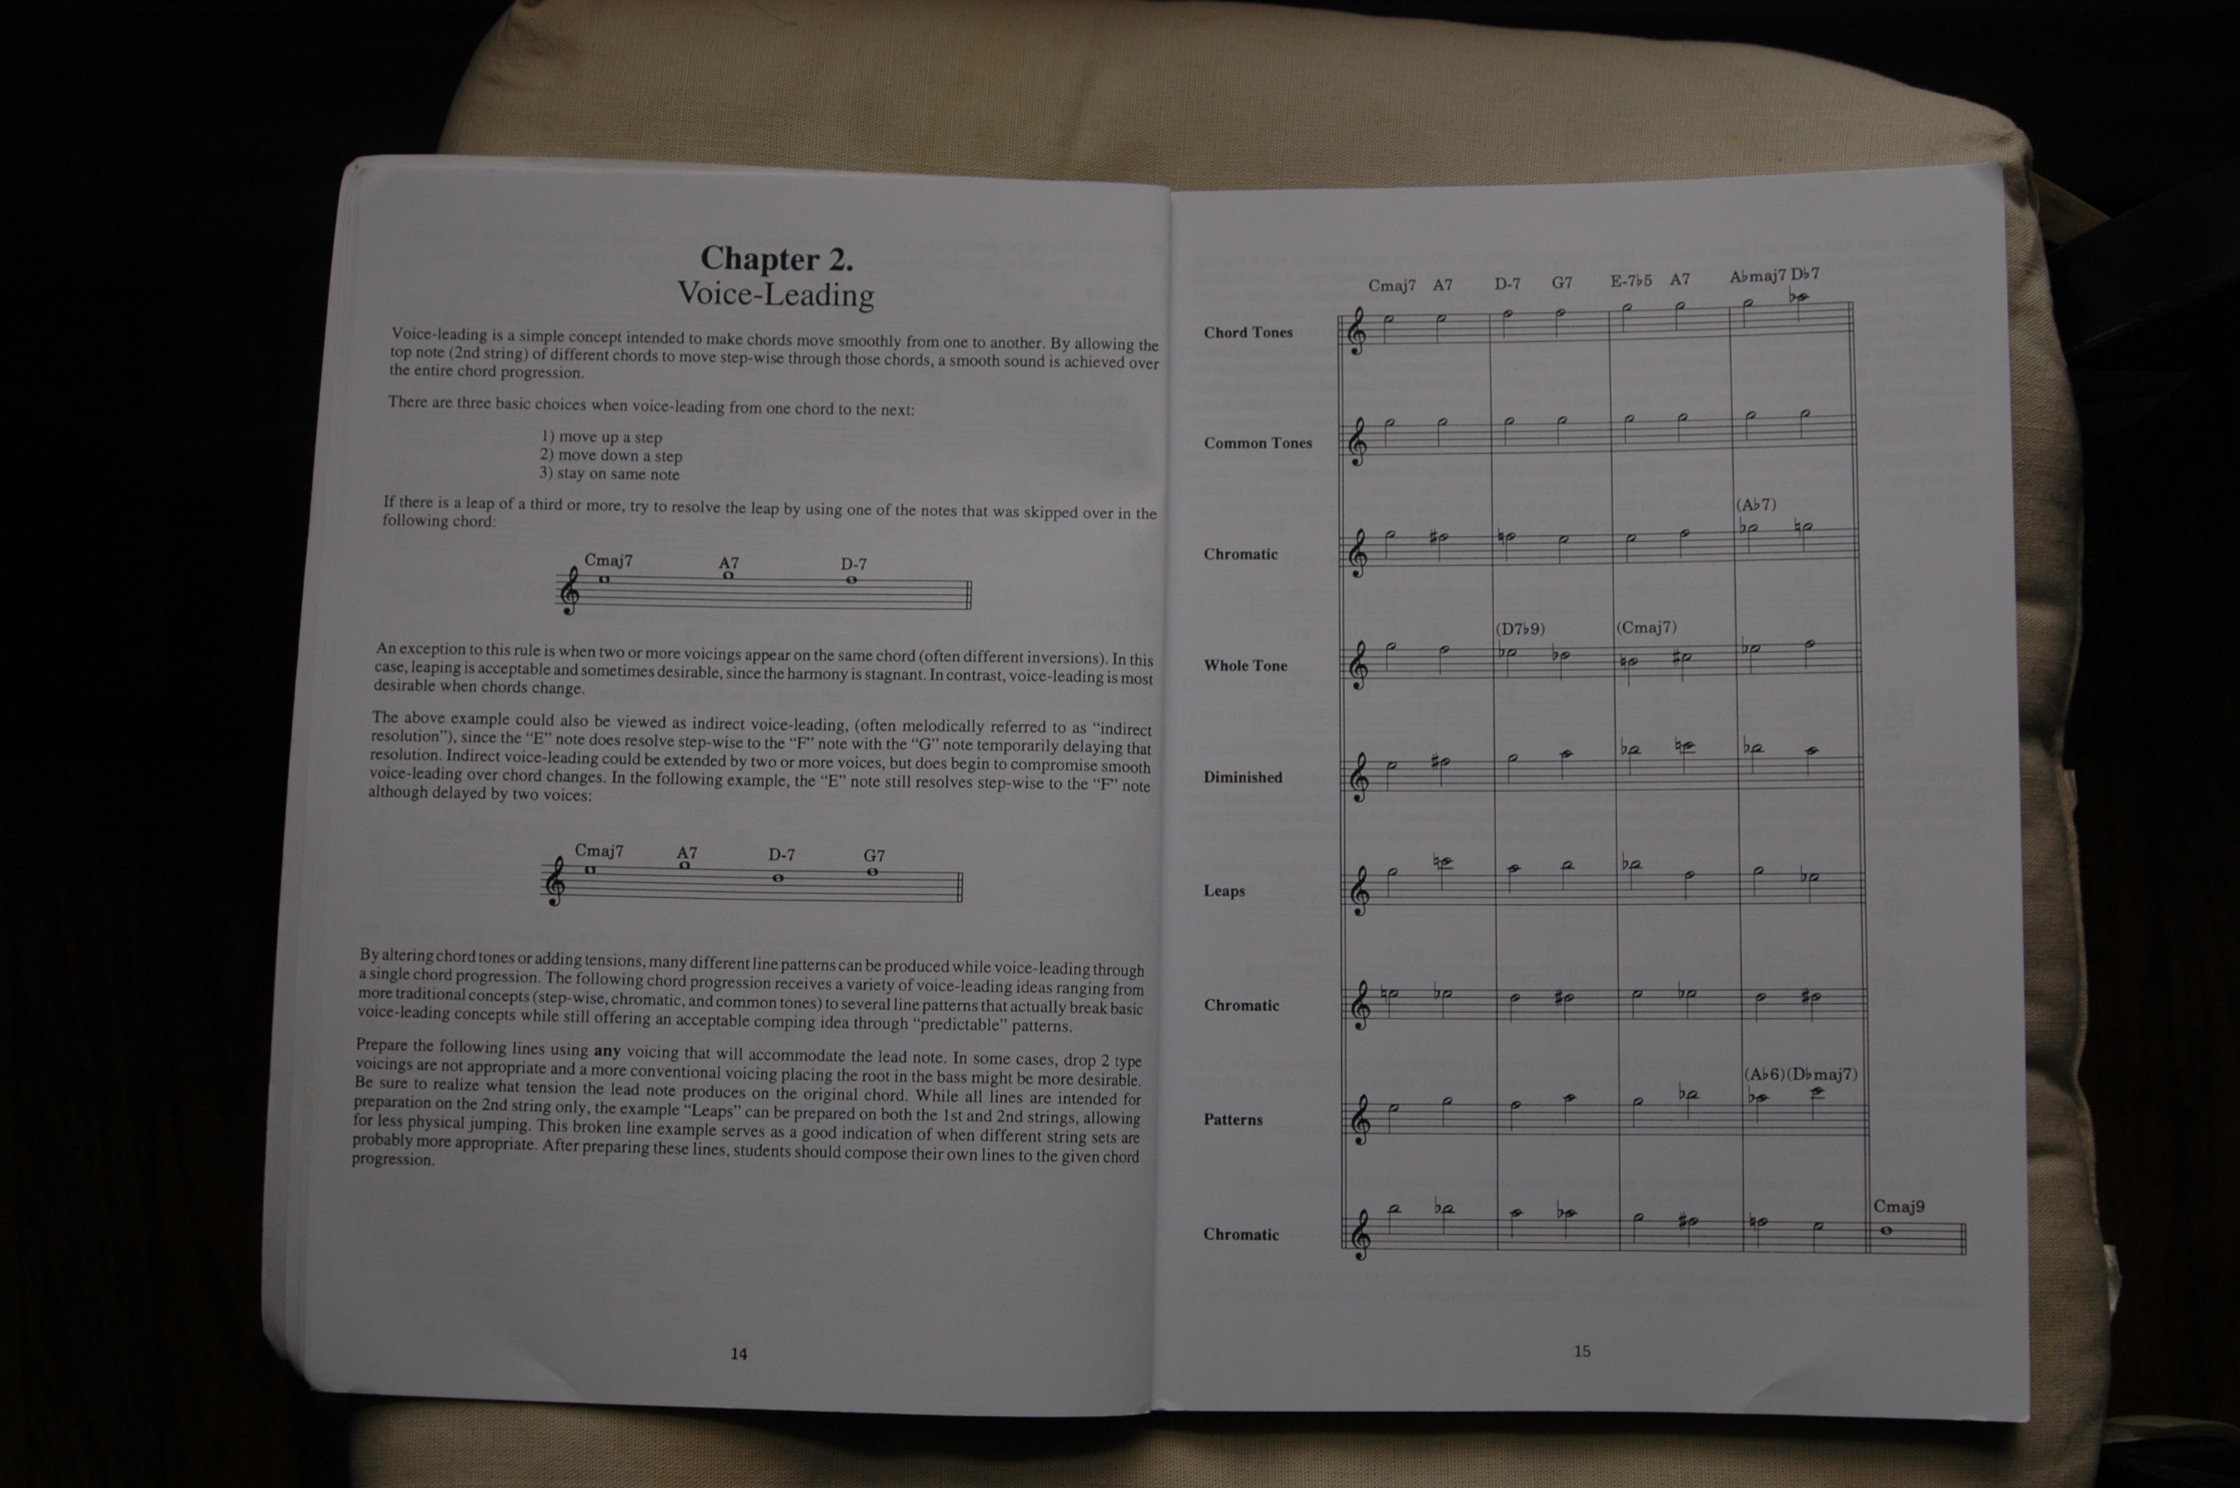 Chapter 2.
Voice-Leading
Voice-leading is a simple concept intended to make chords move smoothly from one to another. By allowing the
top note (2nd string) of different chords to move step-wise through those chords, a smooth sound is achieved over
the entire chord progression.
There are three basic choices when voice-leading from one chord to the next:
1) move up a step
2) move down a step
3) stay on same note
If there is a leap of a third or more, try to resolve the leap by using one of the notes that was skipped over in the
following chord:
Cmaj7 A7 D-7
An exception to this rule is when two or more voicings appear on the same chord (often different inversions). In this
case, leaping is acceptable and sometimes desirable, since the harmony is stagnant. In contrast, voice-leading is most
desirable when chords change.
The above example could also be viewed as indirect voice-leading, (often melodically referred to as “indirect
resolution”), since the “E” note does resolve step-wise to the “F” note with the “G” note temporarily delaying that
resolution. Indirect voice-leading could be extended by two or more voices, but does begin to compromise smooth
voice-leading over chord changes. In the following example, the “E” note still resolves step-wise to the “F” note
although delayed by two voices:
Cmaj7 A7 D-7 G7
By altering chord tones or adding tensions, many different line patterns can be produced while voice-leading through
a single chord progression. The following chord progression receives a variety of voice-leading ideas ranging from
more traditional concepts (step-wise, chromatic, and common tones) to several line patterns that actually break basic
voice-leading concepts while still offering an acceptable comping idea through “predictable” patterns.
Prepare the following lines using any voicing that will accommodate the lead note. In some cases, drop 2 type
voicings are not appropriate and a more conventional voicing placing the root in the bass might be more desirable.
Be sure to realize what tension the lead note produces on the original chord. While all lines are intended for
preparation on the 2nd string only, the example “Leaps” can be prepared on both the 1st and 2nd strings, allowing
for less physical jumping. This broken line example serves as a good indication of when different string sets are
probably more appropriate. After preparing these lines, students should compose their own lines to the given chord
progression.
14
Cmaj7 A7 D-7 G7 E-7♭5 A7 A♭maj7 D♭7
Chord Tones
Common Tones
(A♭7)
Chromatic
(D7♭9) (Cmaj7)
Whole Tone
Diminished
Leaps
Chromatic
(A♭6)(D♭maj7)
Patterns
Cmaj9
Chromatic
15